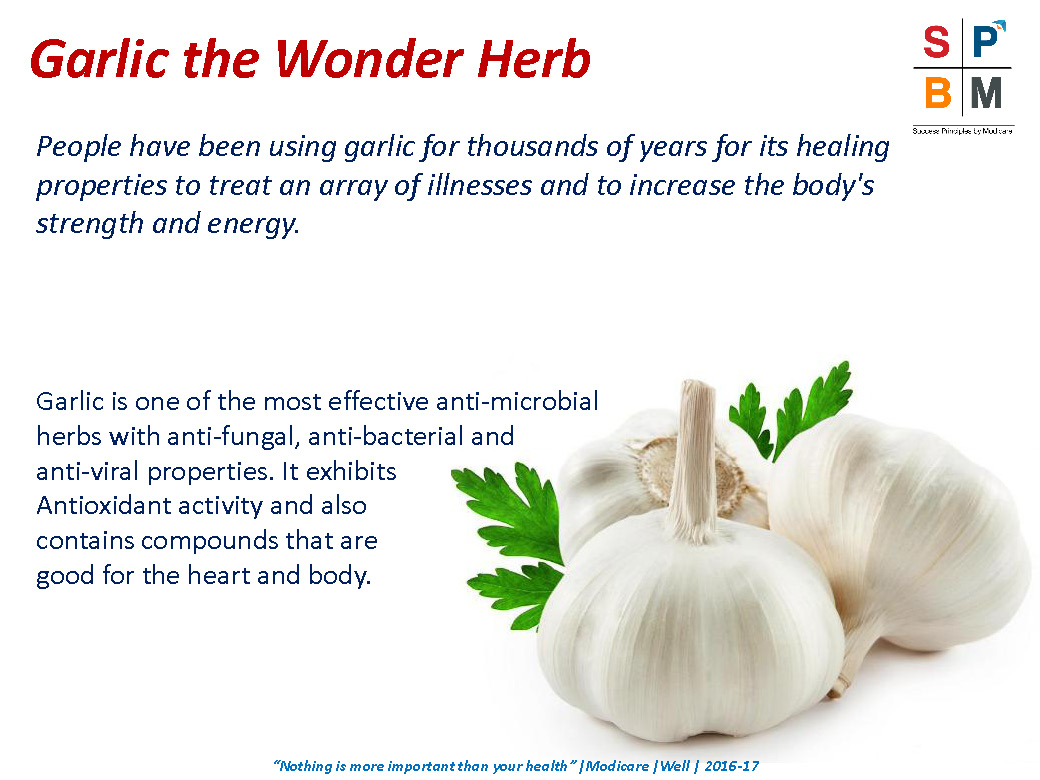 Garlic the Wonder Herb
S P
B M
Success Principles by Modicare
People have been using garlic for thousands of years for its healing
properties to treat an array of illnesses and to increase the body's
strength and energy.
Garlic is one of the most effective anti-microbial
herbs with anti-fungal, anti-bacterial and
anti-viral properties. It exhibits
Antioxidant activity and also
contains compounds that are
good for the heart and body.
“Nothing is more important than your health” |Modicare |Well | 2016-17